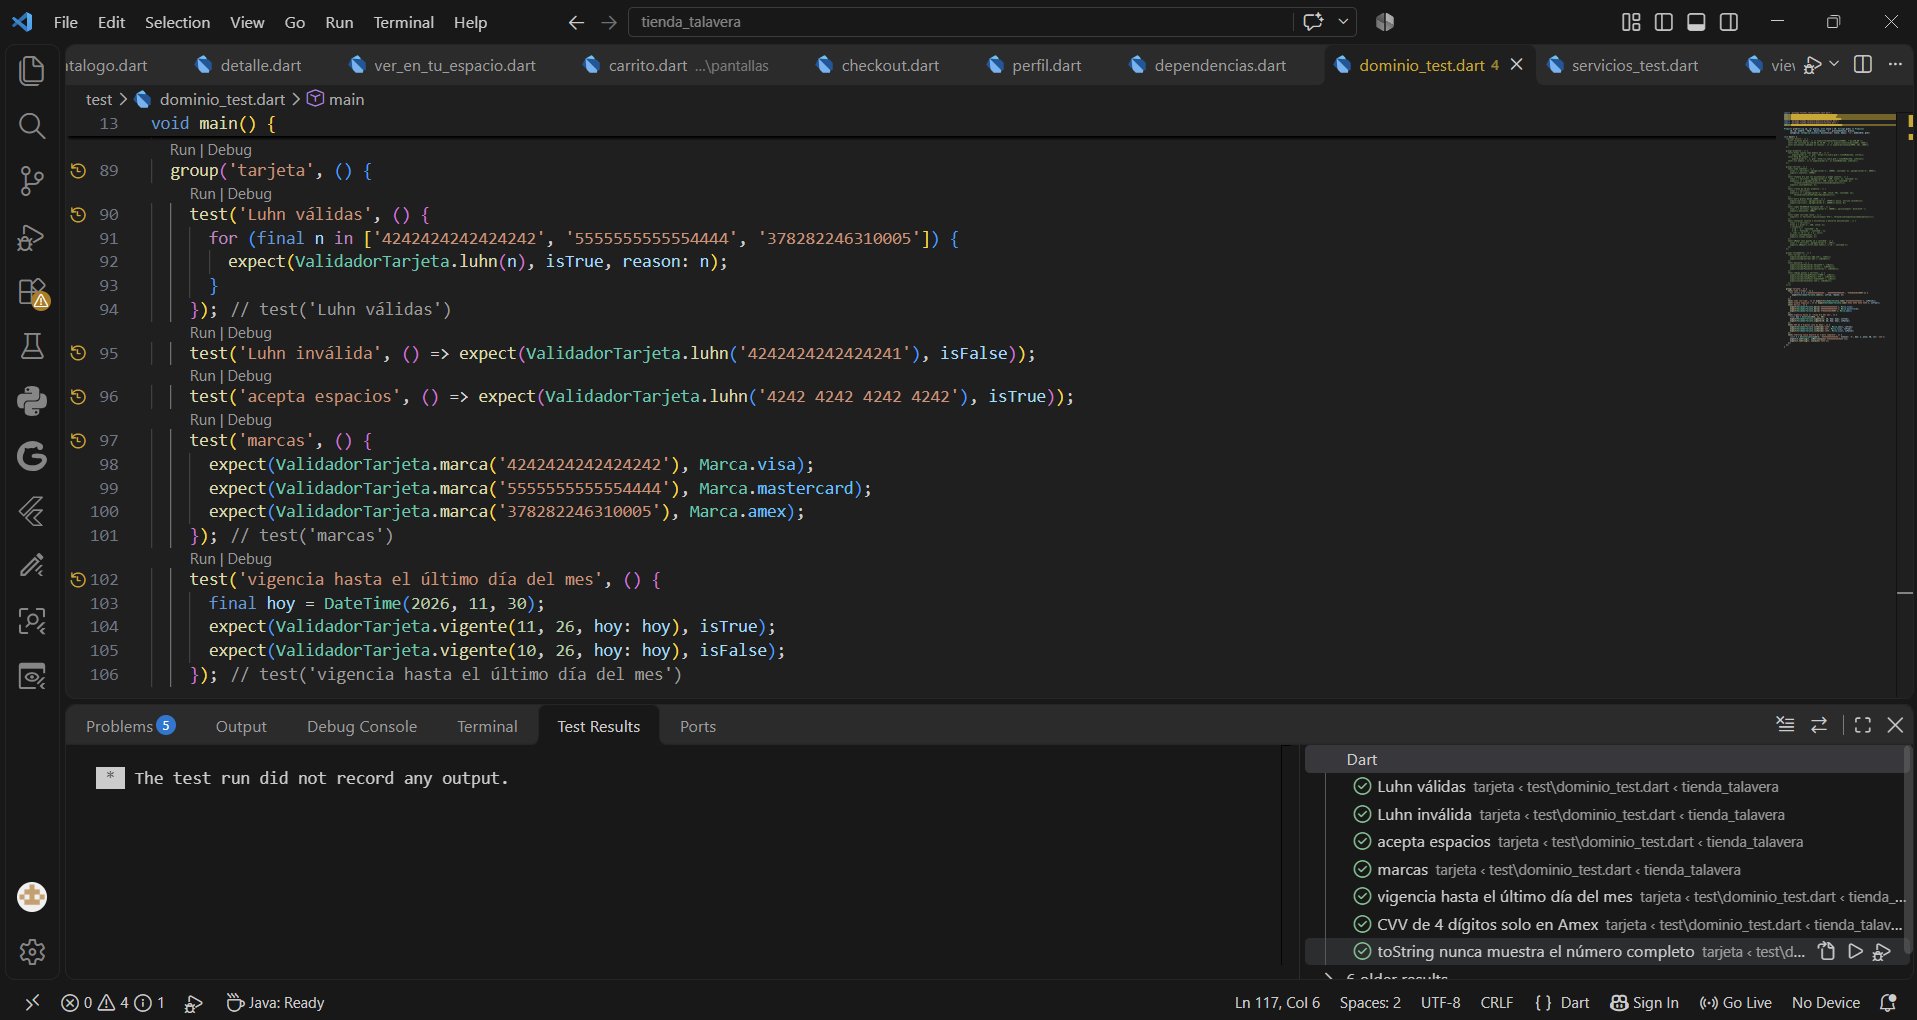 File Edit Selection View Go Run Terminal Help
tienda_talavera
atalogo.dart detalle.dart ver_en_tu_espacio.dart carrito.dart ...\pantallas checkout.dart perfil.dart dependencias.dart dominio_test.dart 4 servicios_test.dart
test > dominio_test.dart > main
13 void main() {
Run | Debug
89 group('tarjeta', () {
Run | Debug
90 test('Luhn válidas', () {
91 for (final n in ['4242424242424242', '5555555555554444', '378282246310005']) {
92 expect(ValidadorTarjeta.luhn(n), isTrue, reason: n);
93 }
94 }); // test('Luhn válidas')
Run | Debug
95 test('Luhn inválida', () => expect(ValidadorTarjeta.luhn('4242424242424241'), isFalse));
Run | Debug
96 test('acepta espacios', () => expect(ValidadorTarjeta.luhn('4242 4242 4242 4242'), isTrue));
Run | Debug
97 test('marcas', () {
98 expect(ValidadorTarjeta.marca('4242424242424242'), Marca.visa);
99 expect(ValidadorTarjeta.marca('5555555555554444'), Marca.mastercard);
100 expect(ValidadorTarjeta.marca('378282246310005'), Marca.amex);
101 }); // test('marcas')
Run | Debug
102 test('vigencia hasta el último día del mes', () {
103 final hoy = DateTime(2026, 11, 30);
104 expect(ValidadorTarjeta.vigente(11, 26, hoy: hoy), isTrue);
105 expect(ValidadorTarjeta.vigente(10, 26, hoy: hoy), isFalse);
106 }); // test('vigencia hasta el último día del mes')
Problems 5 Output Debug Console Terminal Test Results Ports
* The test run did not record any output.
Dart
Luhn válidas tarjeta ‹ test\dominio_test.dart ‹ tienda_talavera
Luhn inválida tarjeta ‹ test\dominio_test.dart ‹ tienda_talavera
acepta espacios tarjeta ‹ test\dominio_test.dart ‹ tienda_talavera
marcas tarjeta ‹ test\dominio_test.dart ‹ tienda_talavera
vigencia hasta el último día del mes tarjeta ‹ test\dominio_test.dart ‹ tienda_...
CVV de 4 dígitos solo en Amex tarjeta ‹ test\dominio_test.dart ‹ tienda_talav...
toString nunca muestra el número completo tarjeta ‹ test\d...
6 older results
0 4 1 Java: Ready Ln 117, Col 6 Spaces: 2 UTF-8 CRLF { } Dart Sign In Go Live No Device